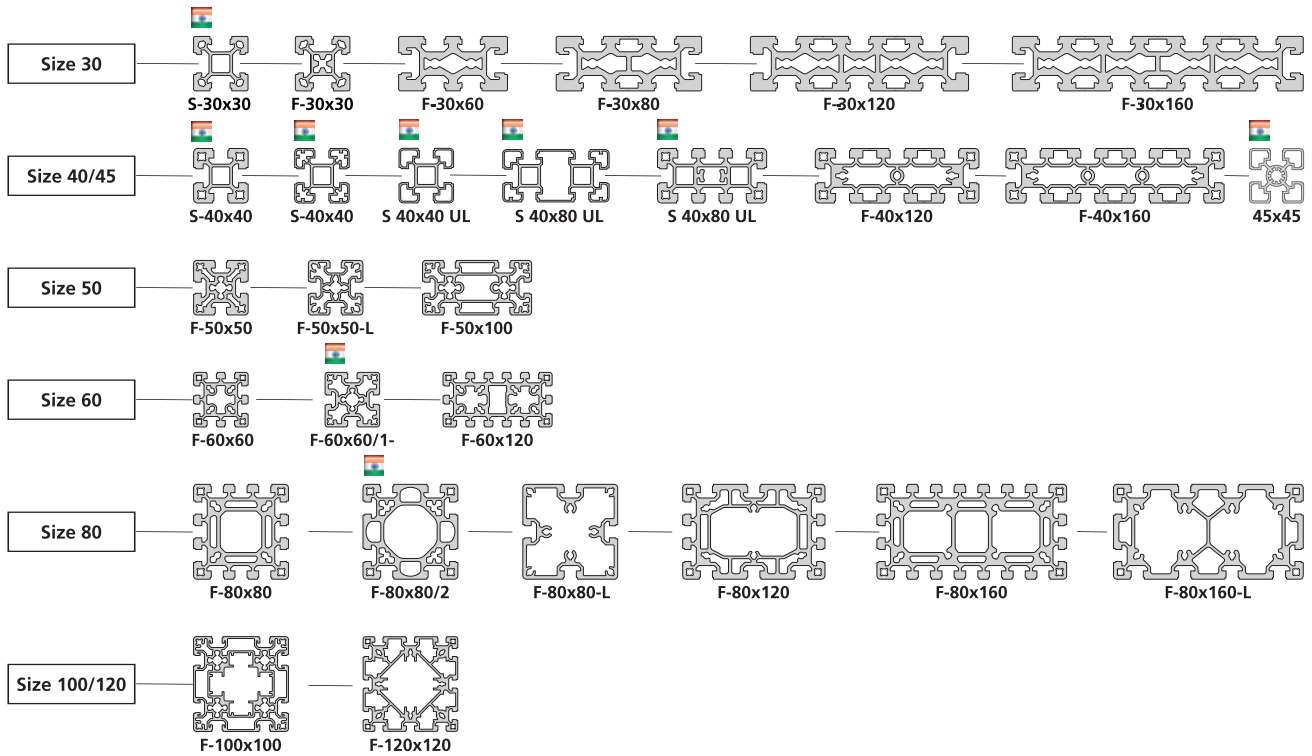 Size 30
S-30x30
F-30x30
F-30x60
F-30x80
F-30x120
F-30x160
Size 40/45
S-40x40
S-40x40
S 40x40 UL
S 40x80 UL
S 40x80 UL
F-40x120
F-40x160
45x45
Size 50
F-50x50
F-50x50-L
F-50x100
Size 60
F-60x60
F-60x60/1-
F-60x120
Size 80
F-80x80
F-80x80/2
F-80x80-L
F-80x120
F-80x160
F-80x160-L
Size 100/120
F-100x100
F-120x120